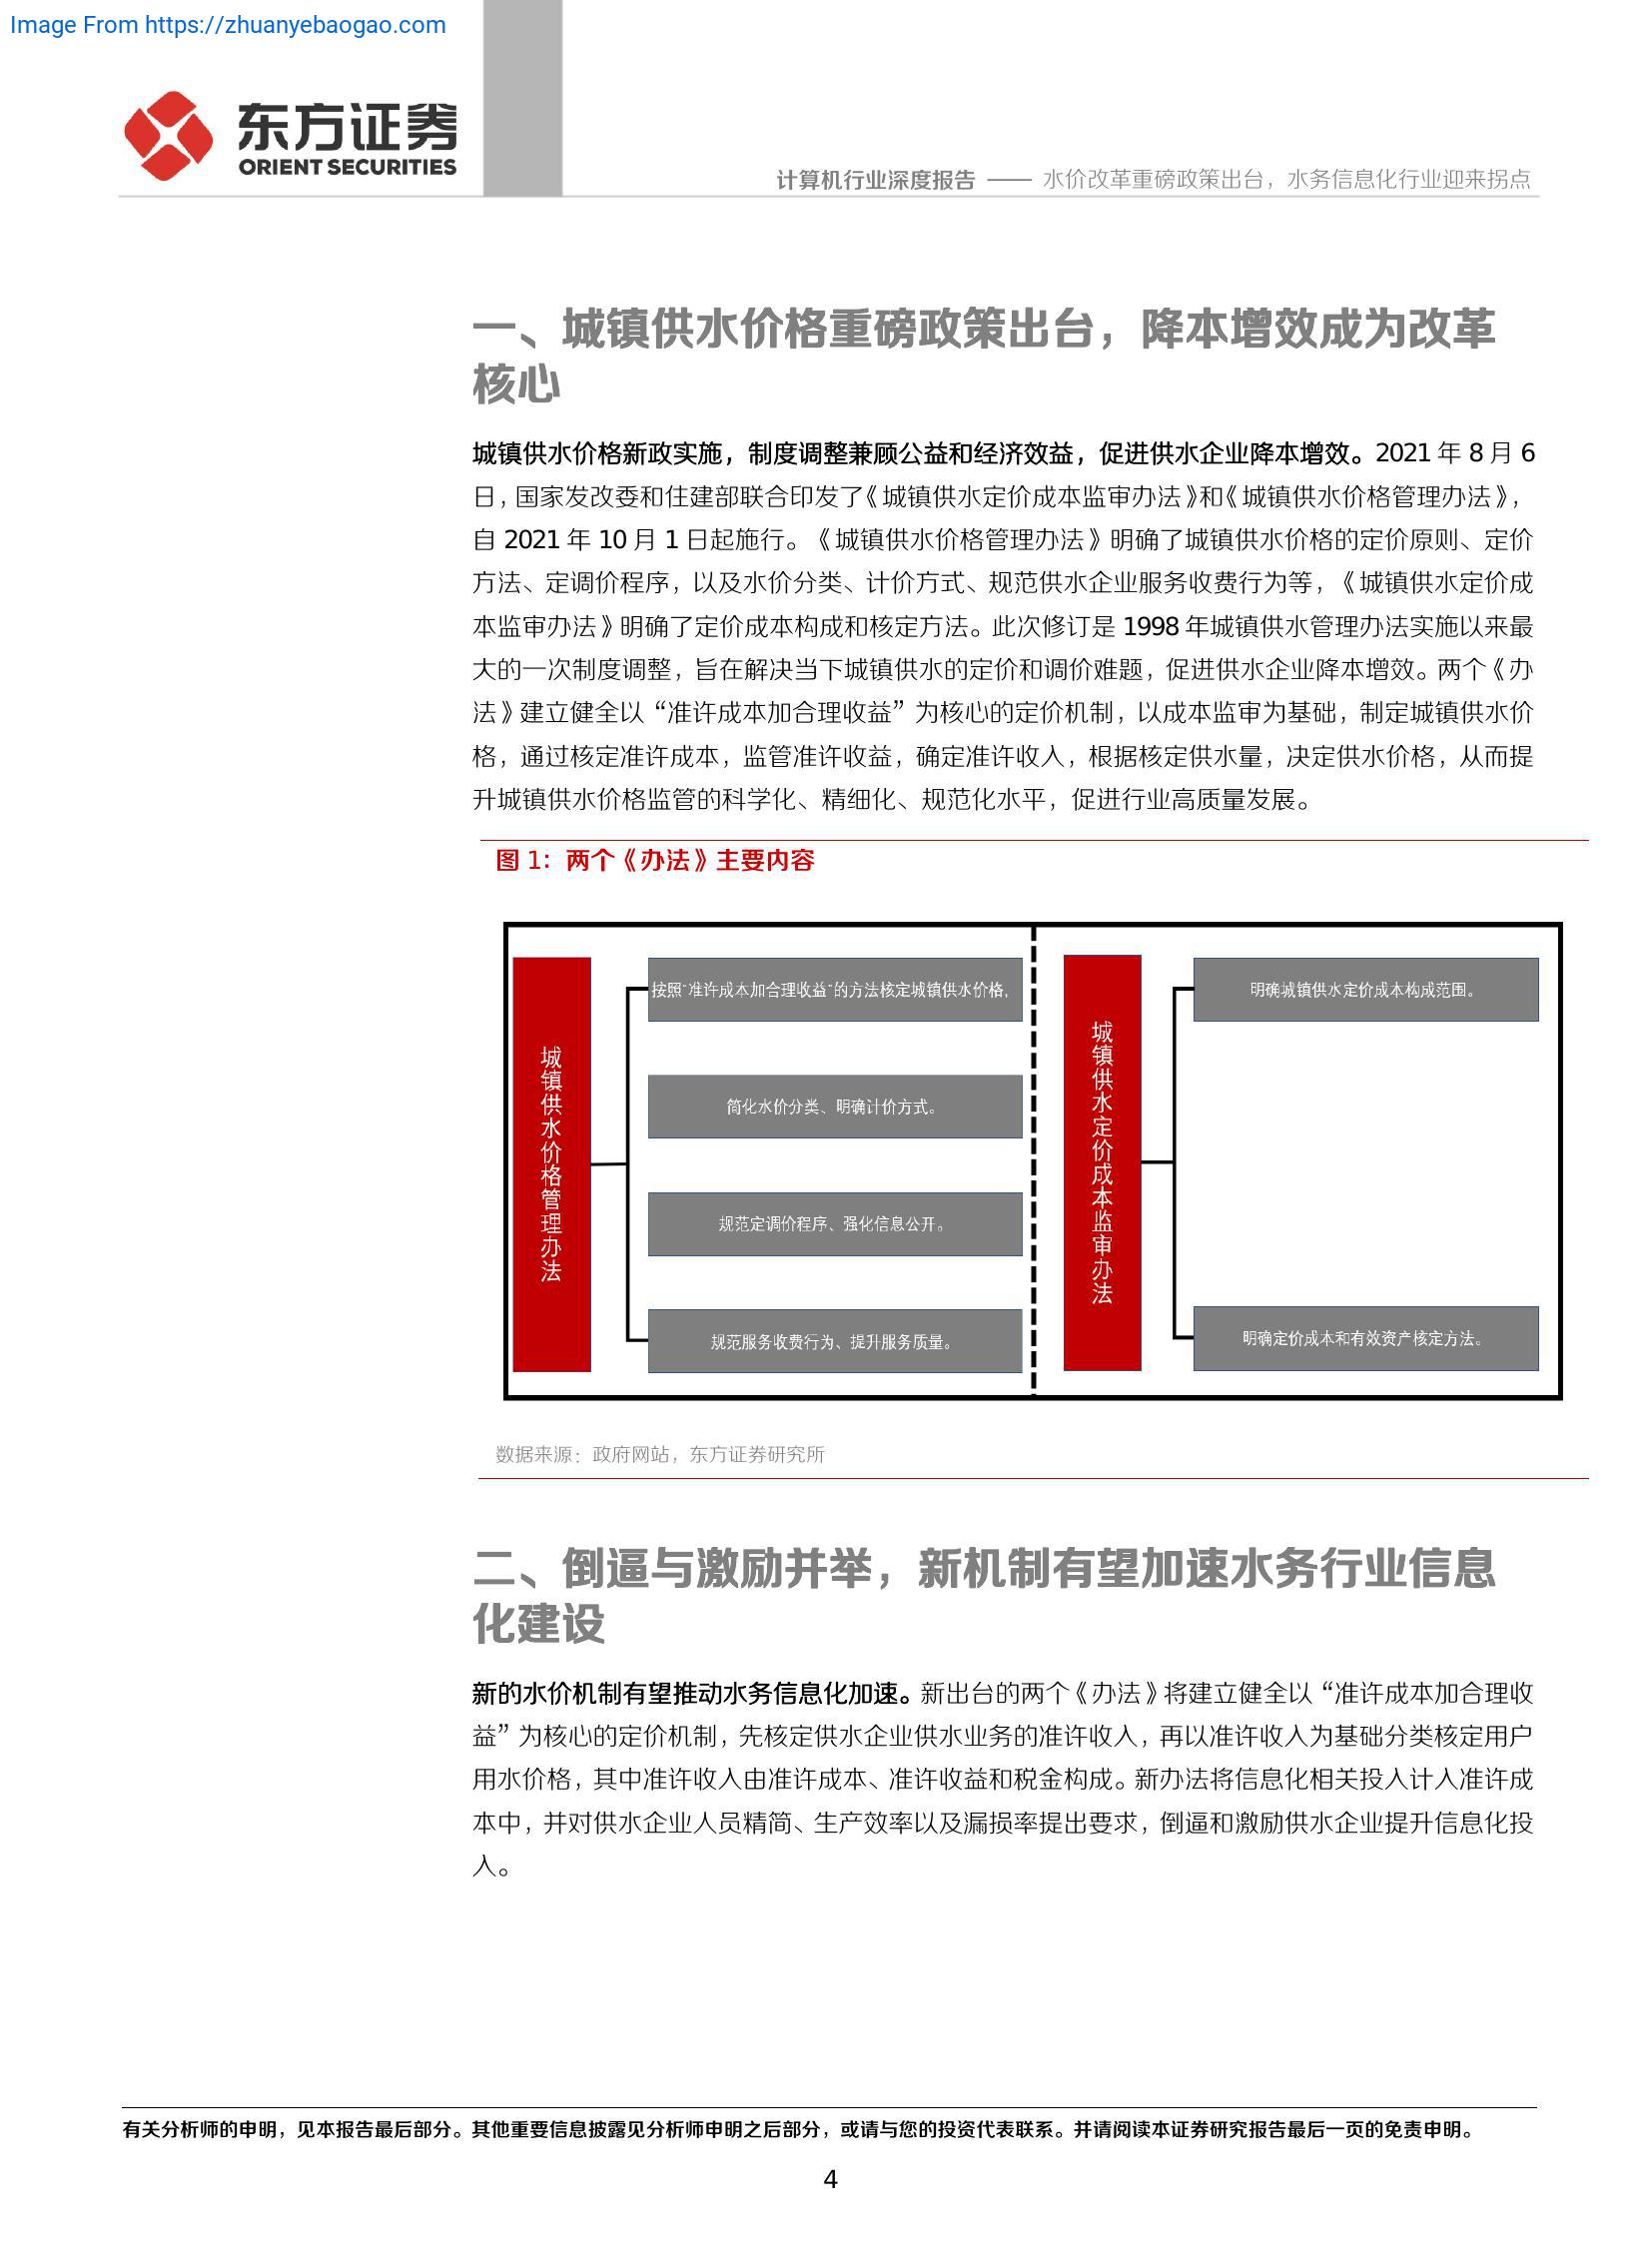 Image From https://zhuanyebaogao.com
东方证券
ORIENT SECURITIES
计算机行业深度报告 —— 水价改革重磅政策出台，水务信息化行业迎来拐点
一、城镇供水价格重磅政策出台，降本增效成为改革
核心
城镇供水价格新政实施，制度调整兼顾公益和经济效益，促进供水企业降本增效。2021 年 8 月 6
日，国家发改委和住建部联合印发了《城镇供水定价成本监审办法》和《城镇供水价格管理办法》，
自 2021 年 10 月 1 日起施行。《城镇供水价格管理办法》明确了城镇供水价格的定价原则、定价
方法、定调价程序，以及水价分类、计价方式、规范供水企业服务收费行为等，《城镇供水定价成
本监审办法》明确了定价成本构成和核定方法。此次修订是 1998 年城镇供水管理办法实施以来最
大的一次制度调整，旨在解决当下城镇供水的定价和调价难题，促进供水企业降本增效。两个《办
法》建立健全以“准许成本加合理收益”为核心的定价机制，以成本监审为基础，制定城镇供水价
格，通过核定准许成本，监管准许收益，确定准许收入，根据核定供水量，决定供水价格，从而提
升城镇供水价格监管的科学化、精细化、规范化水平，促进行业高质量发展。
图 1：两个《办法》主要内容
城镇供水价格管理办法
按照“准许成本加合理收益”的方法核定城镇供水价格，
简化水价分类、明确计价方式。
规范定调价程序、强化信息公开。
规范服务收费行为、提升服务质量。
城镇供水定价成本监审办法
明确城镇供水定价成本构成范围。
明确定价成本和有效资产核定方法。
数据来源：政府网站，东方证券研究所
二、倒逼与激励并举，新机制有望加速水务行业信息
化建设
新的水价机制有望推动水务信息化加速。新出台的两个《办法》将建立健全以“准许成本加合理收
益”为核心的定价机制，先核定供水企业供水业务的准许收入，再以准许收入为基础分类核定用户
用水价格，其中准许收入由准许成本、准许收益和税金构成。新办法将信息化相关投入计入准许成
本中，并对供水企业人员精简、生产效率以及漏损率提出要求，倒逼和激励供水企业提升信息化投
入。
有关分析师的申明，见本报告最后部分。其他重要信息披露见分析师申明之后部分，或请与您的投资代表联系。并请阅读本证券研究报告最后一页的免责申明。
4